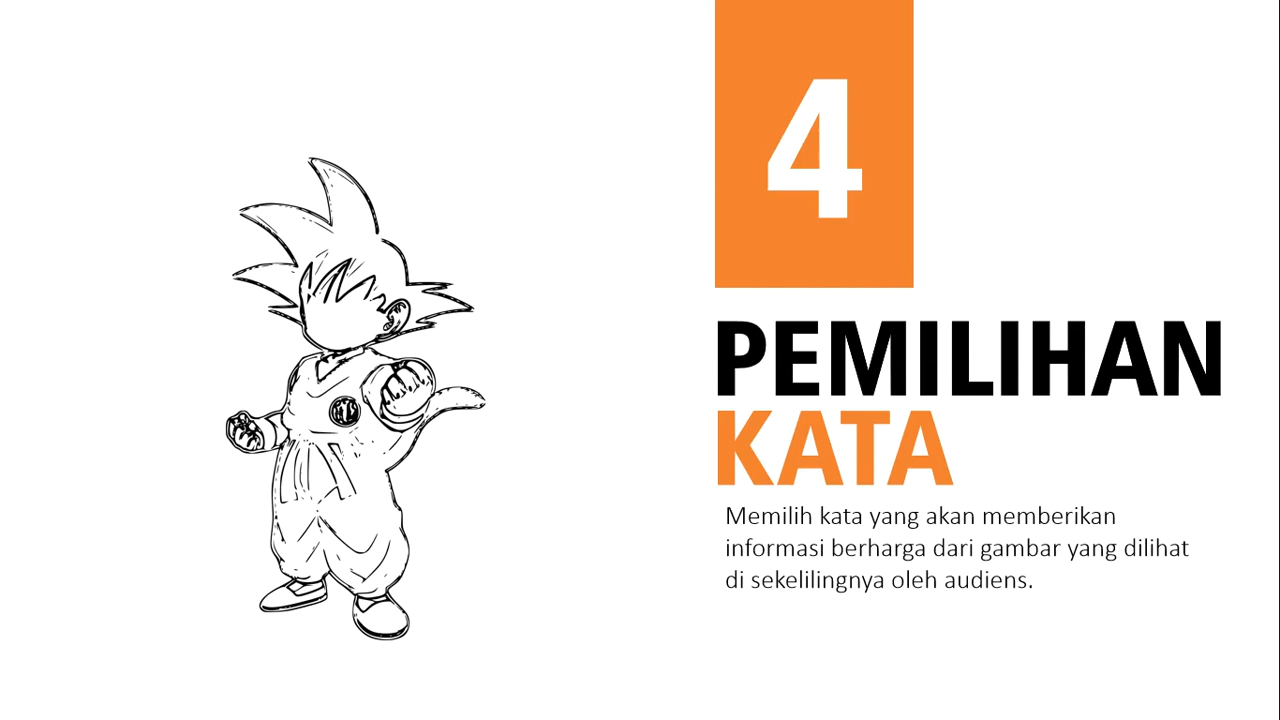 4
PEMILIHAN
KATA
Memilih kata yang akan memberikan
informasi berharga dari gambar yang dilihat
di sekelilingnya oleh audiens.